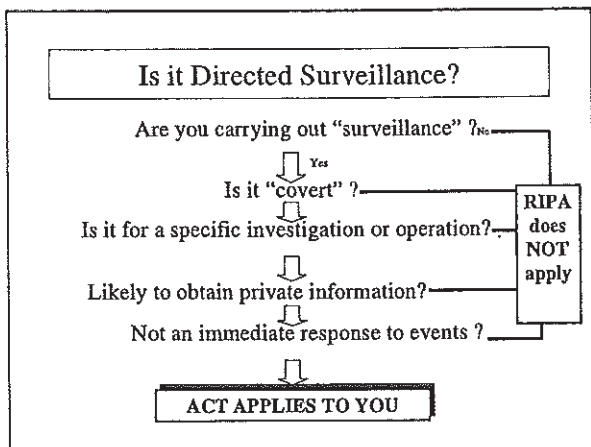 Is it Directed Surveillance?
Are you carrying out “surveillance” ?No
Yes
Is it “covert” ?
Is it for a specific investigation or operation?
Likely to obtain private information?
Not an immediate response to events ?
RIPA
does
NOT
apply
ACT APPLIES TO YOU